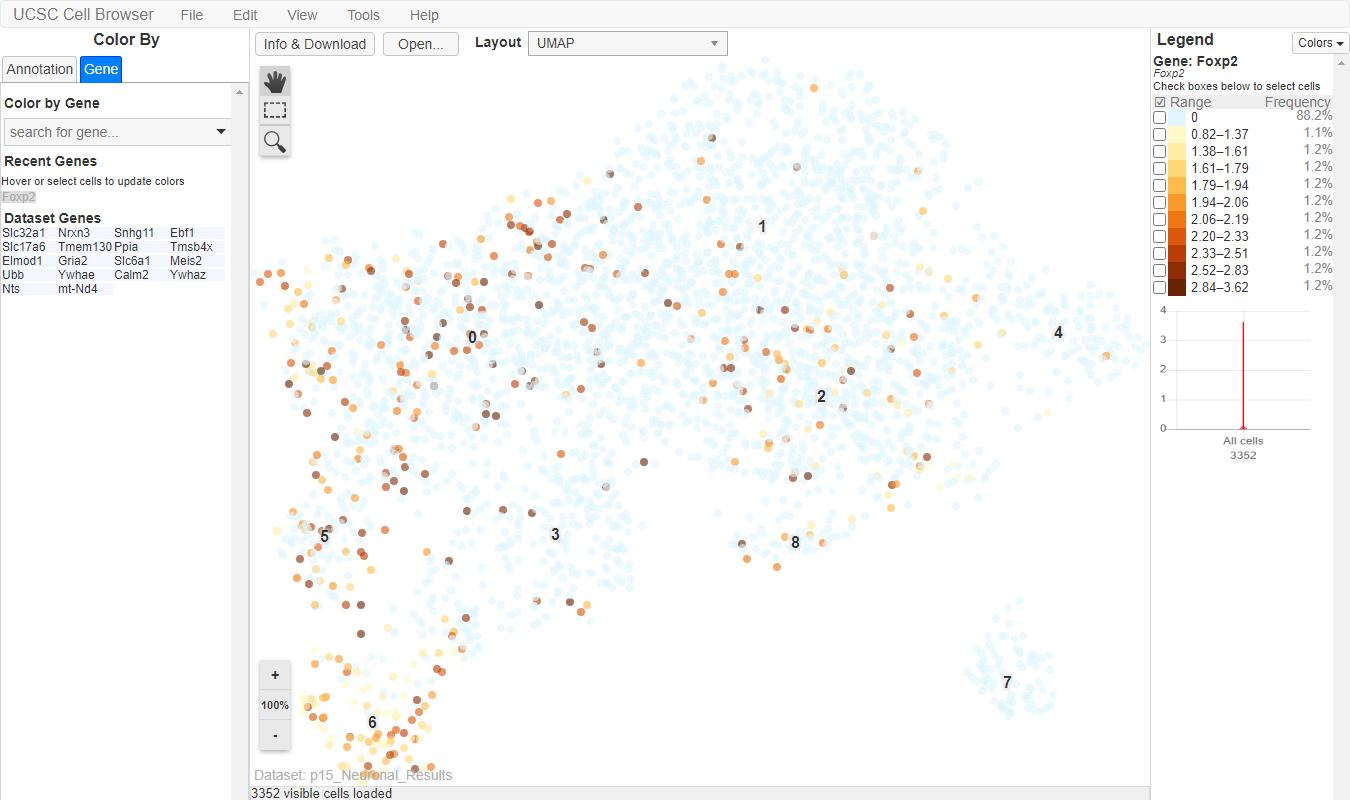 UCSC Cell Browser File Edit View Tools Help
Color By
Annotation Gene
Color by Gene
search for gene...
Recent Genes
Hover or select cells to update colors
Foxp2
Dataset Genes
Slc32a1 Nrxn3 Snhg11 Ebf1
Slc17a6 Tmem130 Ppia Tmsb4x
Elmod1 Gria2 Slc6a1 Meis2
Ubb Ywhae Calm2 Ywhaz
Nts mt-Nd4
Info & Download Open... Layout UMAP
1
0
4
2
5
3
8
7
6
+
100%
-
Dataset: p15_Neuronal_Results
3352 visible cells loaded
Legend Colors
Gene: Foxp2
Foxp2
Check boxes below to select cells
Range Frequency
0 88.2%
0.82–1.37 1.1%
1.38–1.61 1.2%
1.61–1.79 1.2%
1.79–1.94 1.2%
1.94–2.06 1.2%
2.06–2.19 1.2%
2.20–2.33 1.2%
2.33–2.51 1.2%
2.52–2.83 1.2%
2.84–3.62 1.2%
4
3
2
1
0
All cells
3352